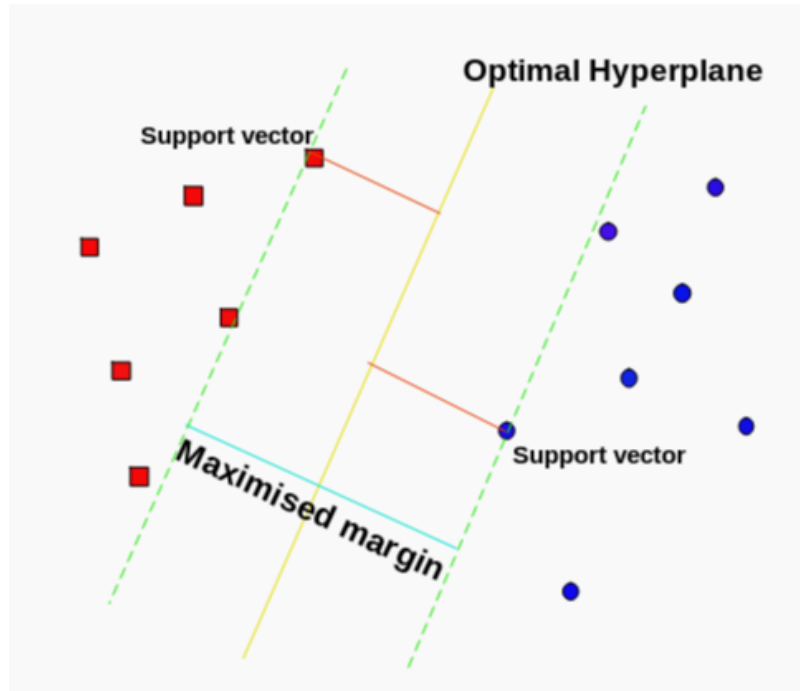 Optimal Hyperplane
Support vector
Support vector
Maximised margin